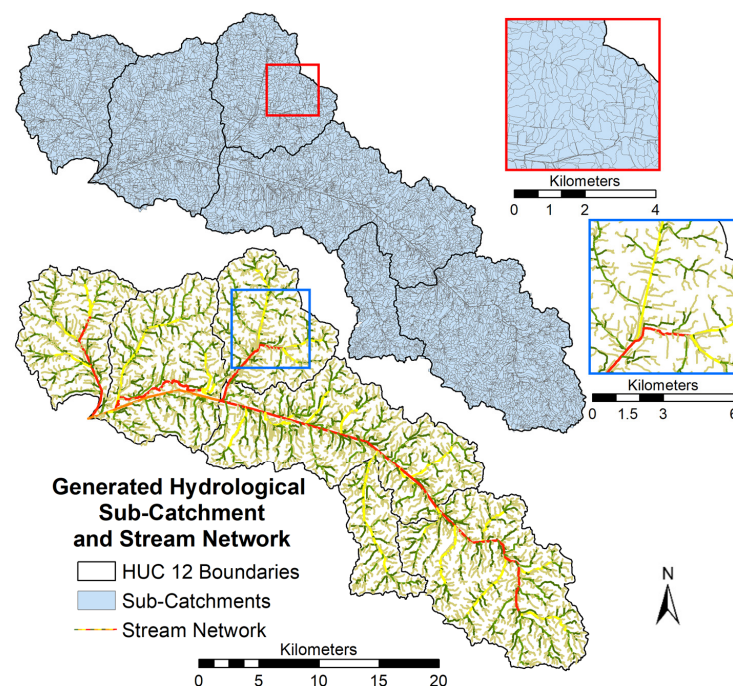 Kilometers
0 1 2 4
Kilometers
0 1.5 3 6
Generated Hydrological
Sub-Catchment
and Stream Network
HUC 12 Boundaries
Sub-Catchments
Stream Network
N
Kilometers
0 5 10 15 20